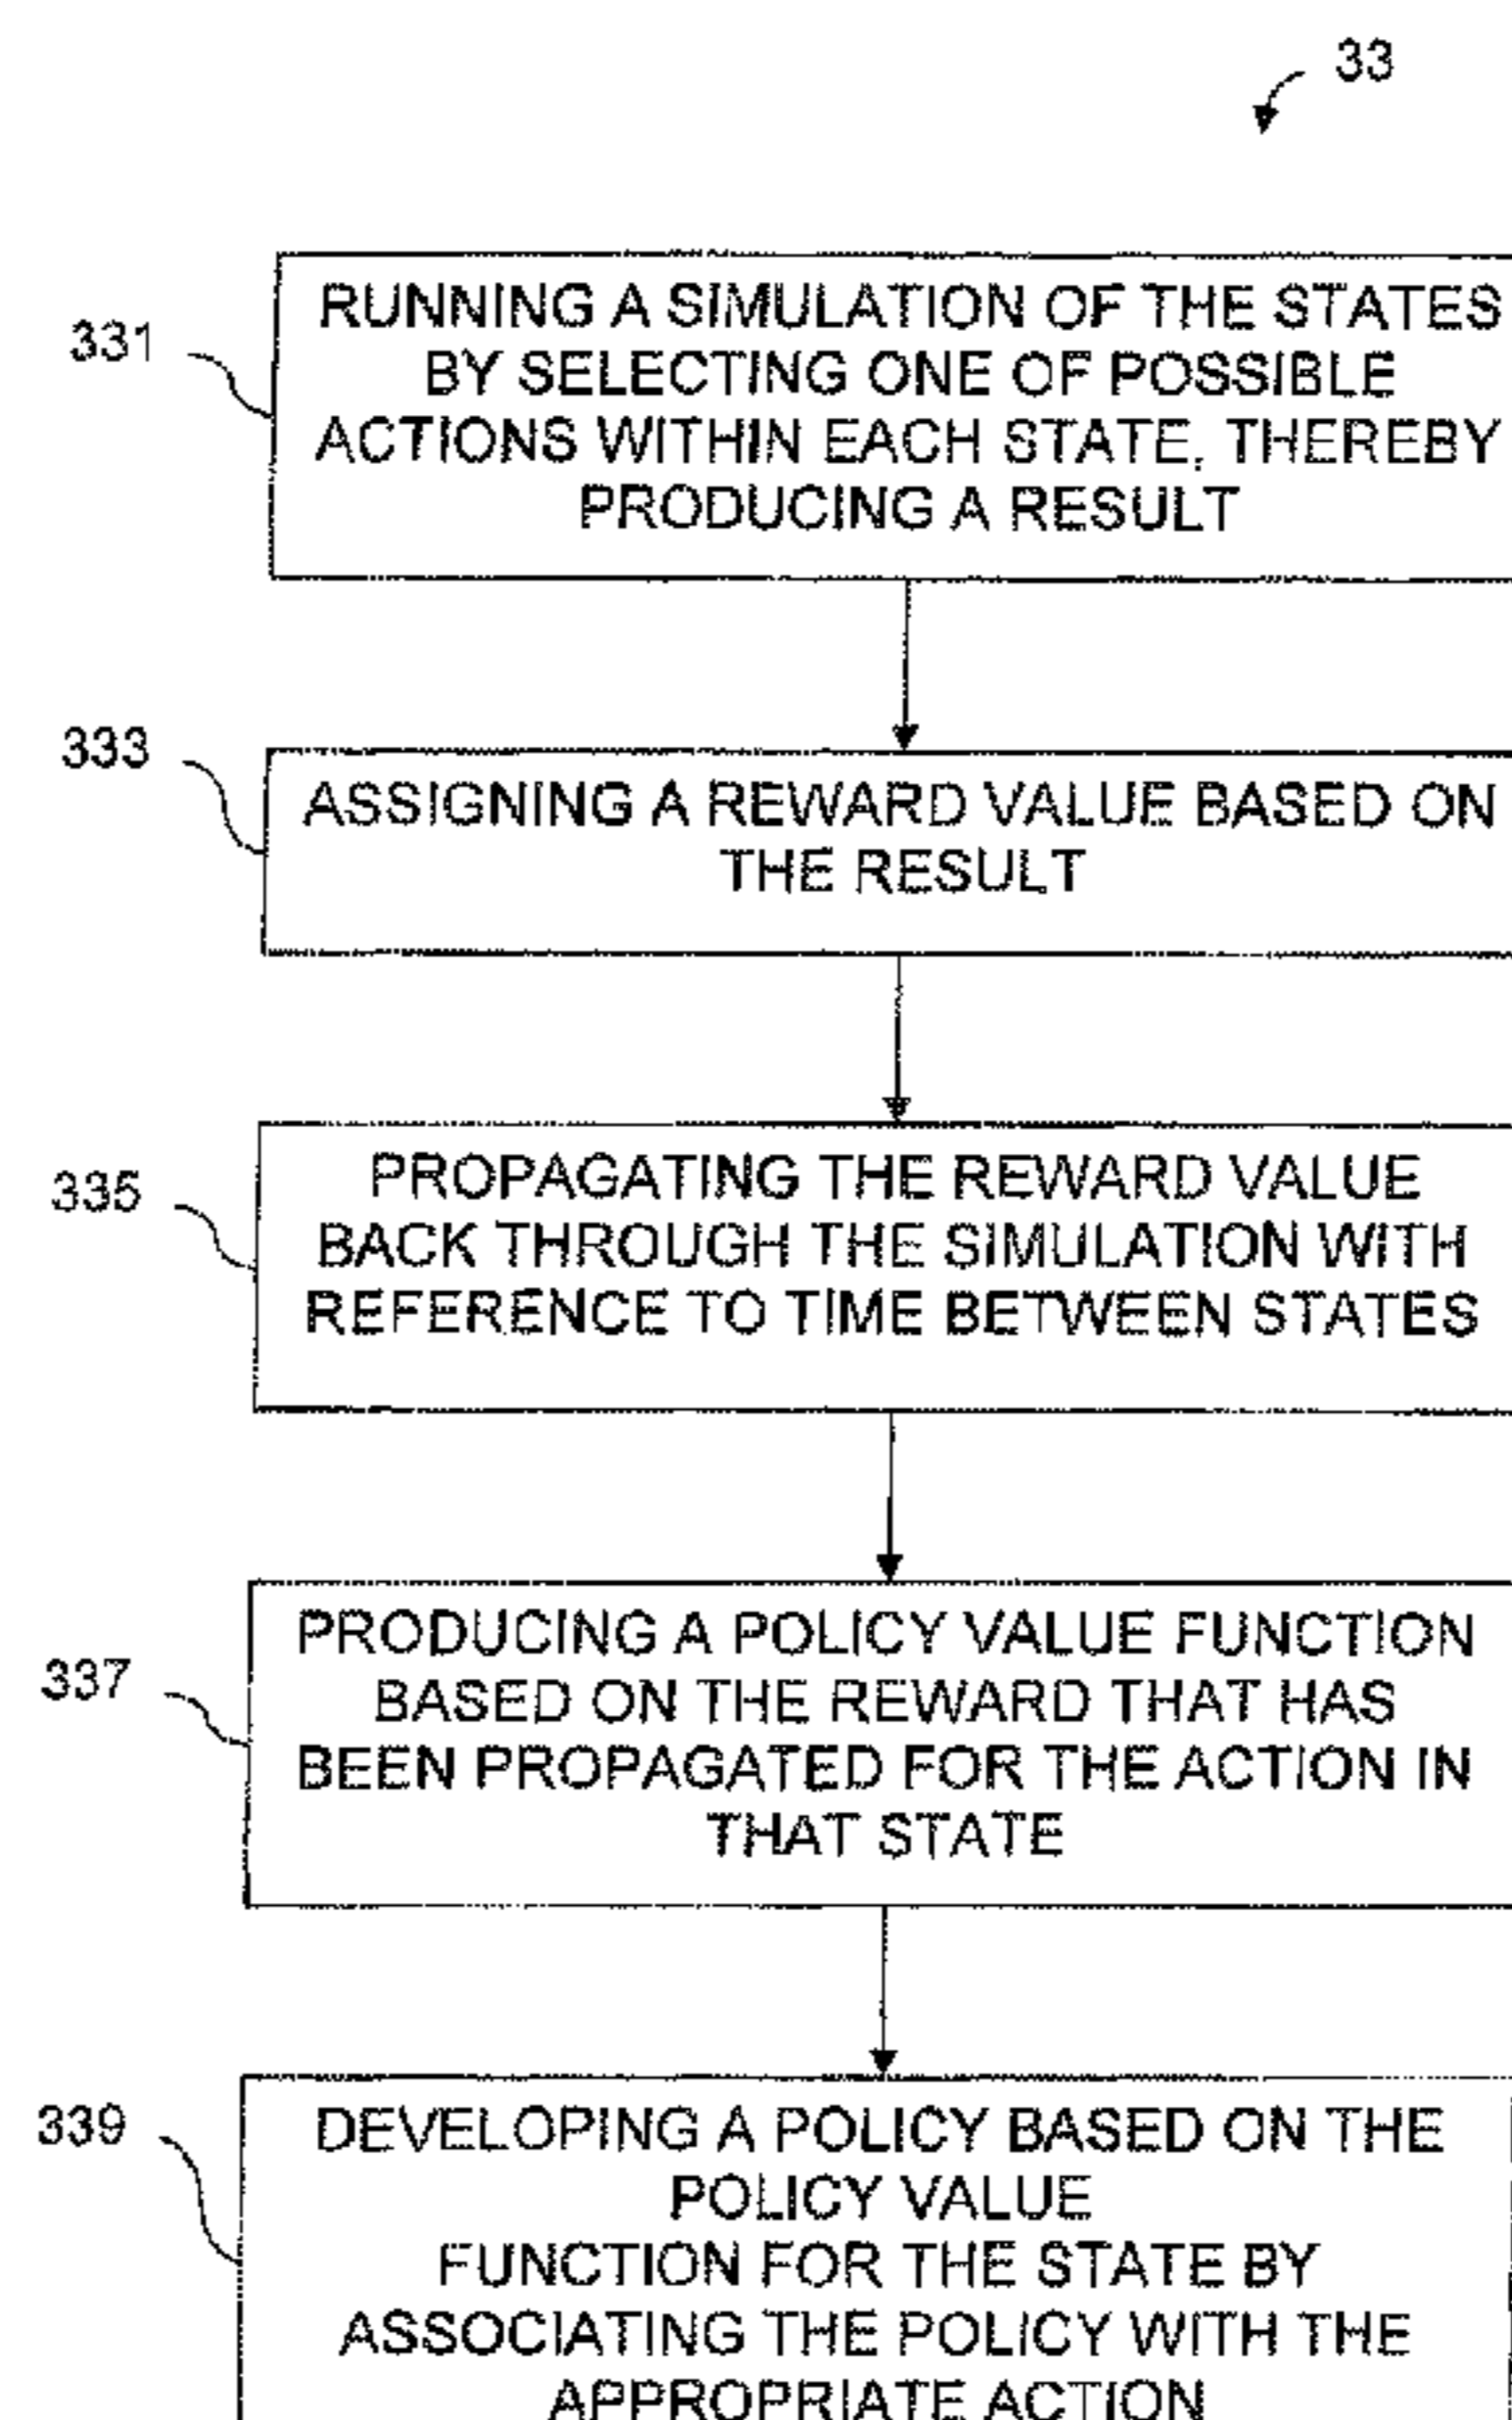 33
331
RUNNING A SIMULATION OF THE STATES
BY SELECTING ONE OF POSSIBLE
ACTIONS WITHIN EACH STATE, THEREBY
PRODUCING A RESULT
333
ASSIGNING A REWARD VALUE BASED ON
THE RESULT
335
PROPAGATING THE REWARD VALUE
BACK THROUGH THE SIMULATION WITH
REFERENCE TO TIME BETWEEN STATES
337
PRODUCING A POLICY VALUE FUNCTION
BASED ON THE REWARD THAT HAS
BEEN PROPAGATED FOR THE ACTION IN
THAT STATE
339
DEVELOPING A POLICY BASED ON THE
POLICY VALUE
FUNCTION FOR THE STATE BY
ASSOCIATING THE POLICY WITH THE
APPROPRIATE ACTION